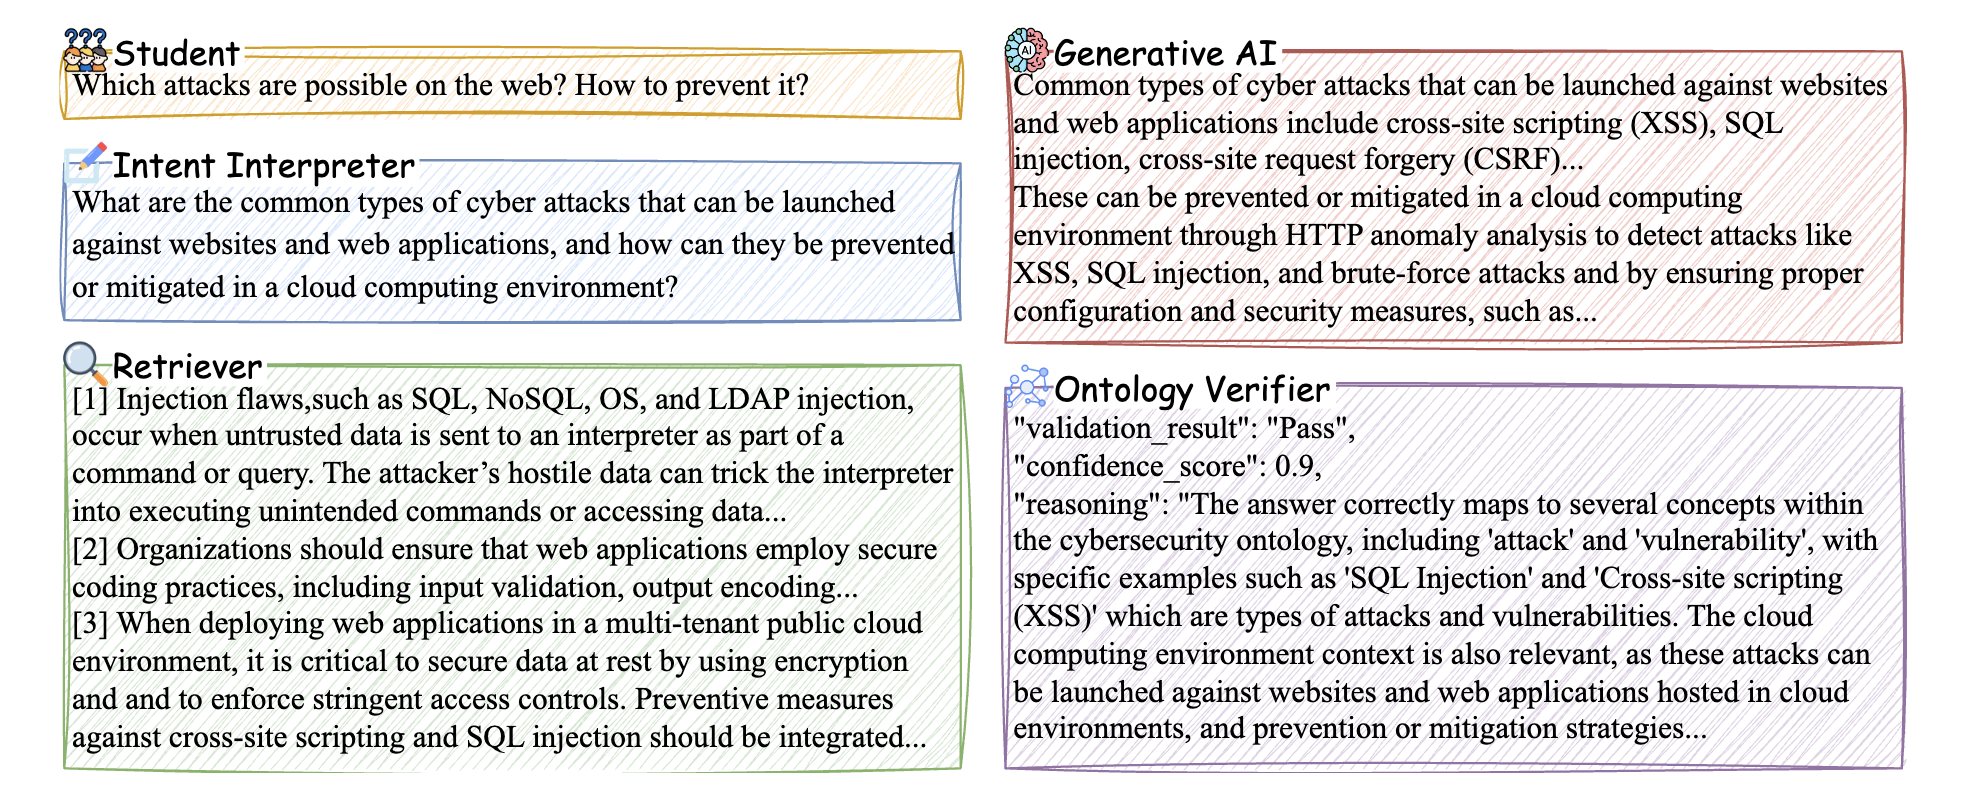 ???
Student
Which attacks are possible on the web? How to prevent it?
Intent Interpreter
What are the common types of cyber attacks that can be launched
against websites and web applications, and how can they be prevented
or mitigated in a cloud computing environment?
Retriever
[1] Injection flaws,such as SQL, NoSQL, OS, and LDAP injection,
occur when untrusted data is sent to an interpreter as part of a
command or query. The attacker’s hostile data can trick the interpreter
into executing unintended commands or accessing data...
[2] Organizations should ensure that web applications employ secure
coding practices, including input validation, output encoding...
[3] When deploying web applications in a multi-tenant public cloud
environment, it is critical to secure data at rest by using encryption
and and to enforce stringent access controls. Preventive measures
against cross-site scripting and SQL injection should be integrated...
AI
Generative AI
Common types of cyber attacks that can be launched against websites
and web applications include cross-site scripting (XSS), SQL
injection, cross-site request forgery (CSRF)...
These can be prevented or mitigated in a cloud computing
environment through HTTP anomaly analysis to detect attacks like
XSS, SQL injection, and brute-force attacks and by ensuring proper
configuration and security measures, such as...
Ontology Verifier
"validation_result": "Pass",
"confidence_score": 0.9,
"reasoning": "The answer correctly maps to several concepts within
the cybersecurity ontology, including 'attack' and 'vulnerability', with
specific examples such as 'SQL Injection' and 'Cross-site scripting
(XSS)' which are types of attacks and vulnerabilities. The cloud
computing environment context is also relevant, as these attacks can
be launched against websites and web applications hosted in cloud
environments, and prevention or mitigation strategies...